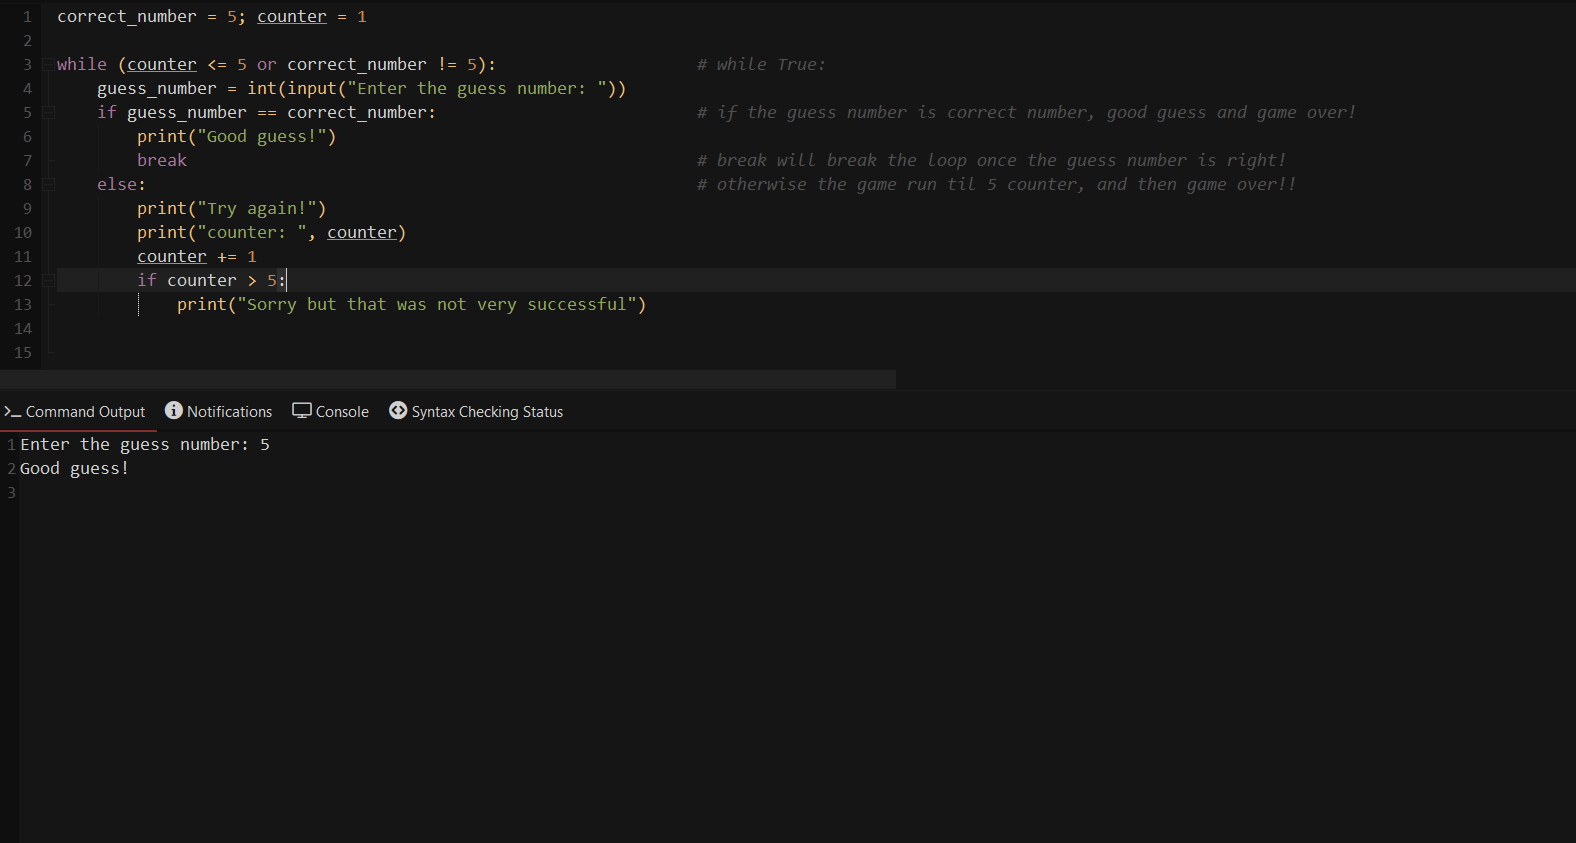 1 correct_number = 5; counter = 1
2
3 while (counter <= 5 or correct_number != 5): # while True:
4 guess_number = int(input("Enter the guess number: "))
5 if guess_number == correct_number: # if the guess number is correct number, good guess and game over!
6 print("Good guess!")
7 break # break will break the loop once the guess number is right!
8 else: # otherwise the game run til 5 counter, and then game over!!
9 print("Try again!")
10 print("counter: ", counter)
11 counter += 1
12 if counter > 5:
13 print("Sorry but that was not very successful")
14
15
Command Output Notifications Console Syntax Checking Status
1 Enter the guess number: 5
2 Good guess!
3